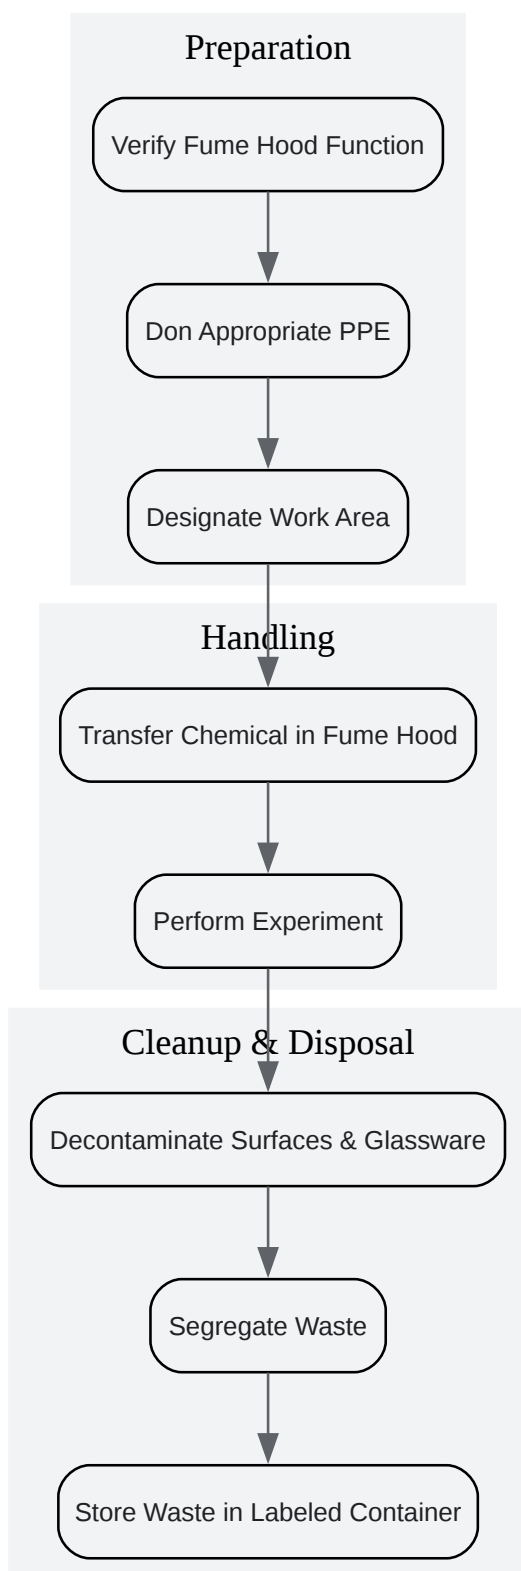 Preparation
Verify Fume Hood Function
Don Appropriate PPE
Designate Work Area
Handling
Transfer Chemical in Fume Hood
Perform Experiment
Cleanup & Disposal
Decontaminate Surfaces & Glassware
Segregate Waste
Store Waste in Labeled Container